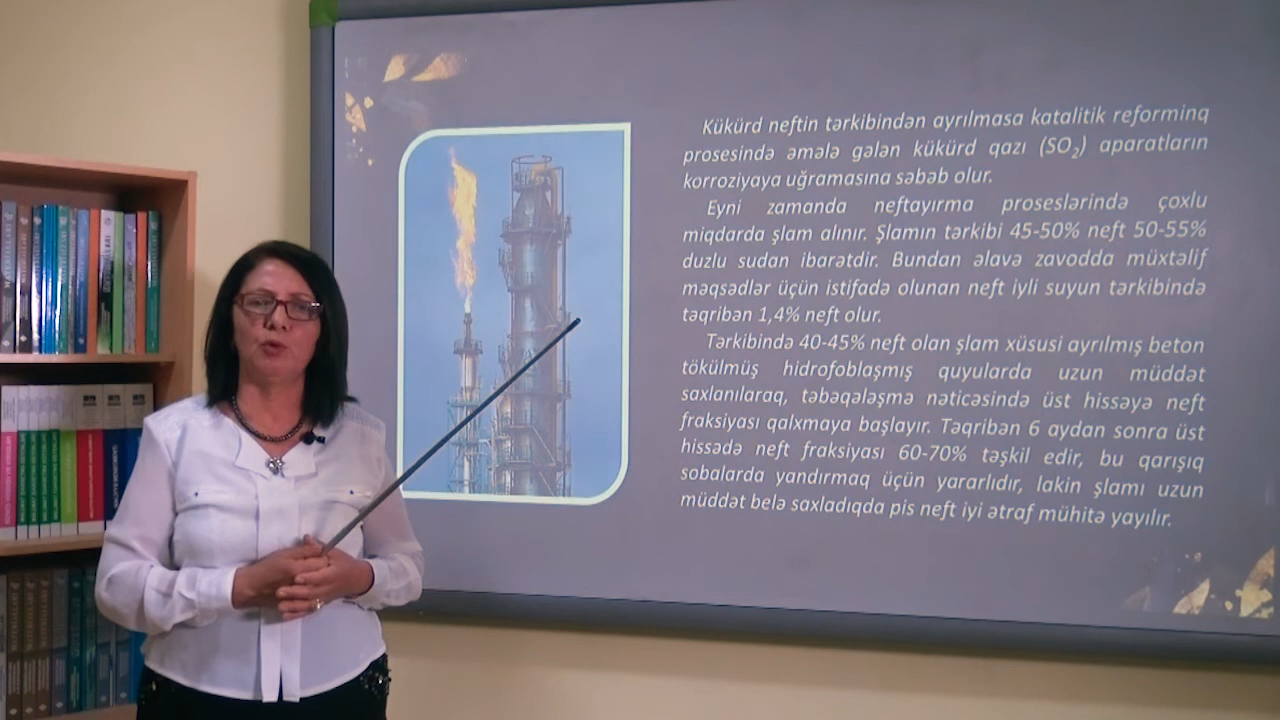 Kükürd neftin tərkibindən ayrılmasa katalitik reforminq
prosesində əmələ gələn kükürd qazı (SO₂) aparatların
korroziyaya uğramasına səbəb olur.
Eyni zamanda neftayırma proseslərində çoxlu
miqdarda şlam alınır. Şlamın tərkibi 45-50% neft 50-55%
duzlu sudan ibarətdir. Bundan əlavə zavodda müxtəlif
məqsədlər üçün istifadə olunan neft iyli suyun tərkibində
təqribən 1,4% neft olur.
Tərkibində 40-45% neft olan şlam xüsusi ayrılmış beton
tökülmüş hidrofoblaşmış quyularda uzun müddət
saxlanılaraq, təbəqələşmə nəticəsində üst hissəyə neft
fraksiyası qalxmaya başlayır. Təqribən 6 aydan sonra üst
hissədə neft fraksiyası 60-70% təşkil edir, bu qarışıq
sobalarda yandırmaq üçün yararlıdır, lakin şlamı uzun
müddət belə saxladıqda pis neft iyi ətraf mühitə yayılır.